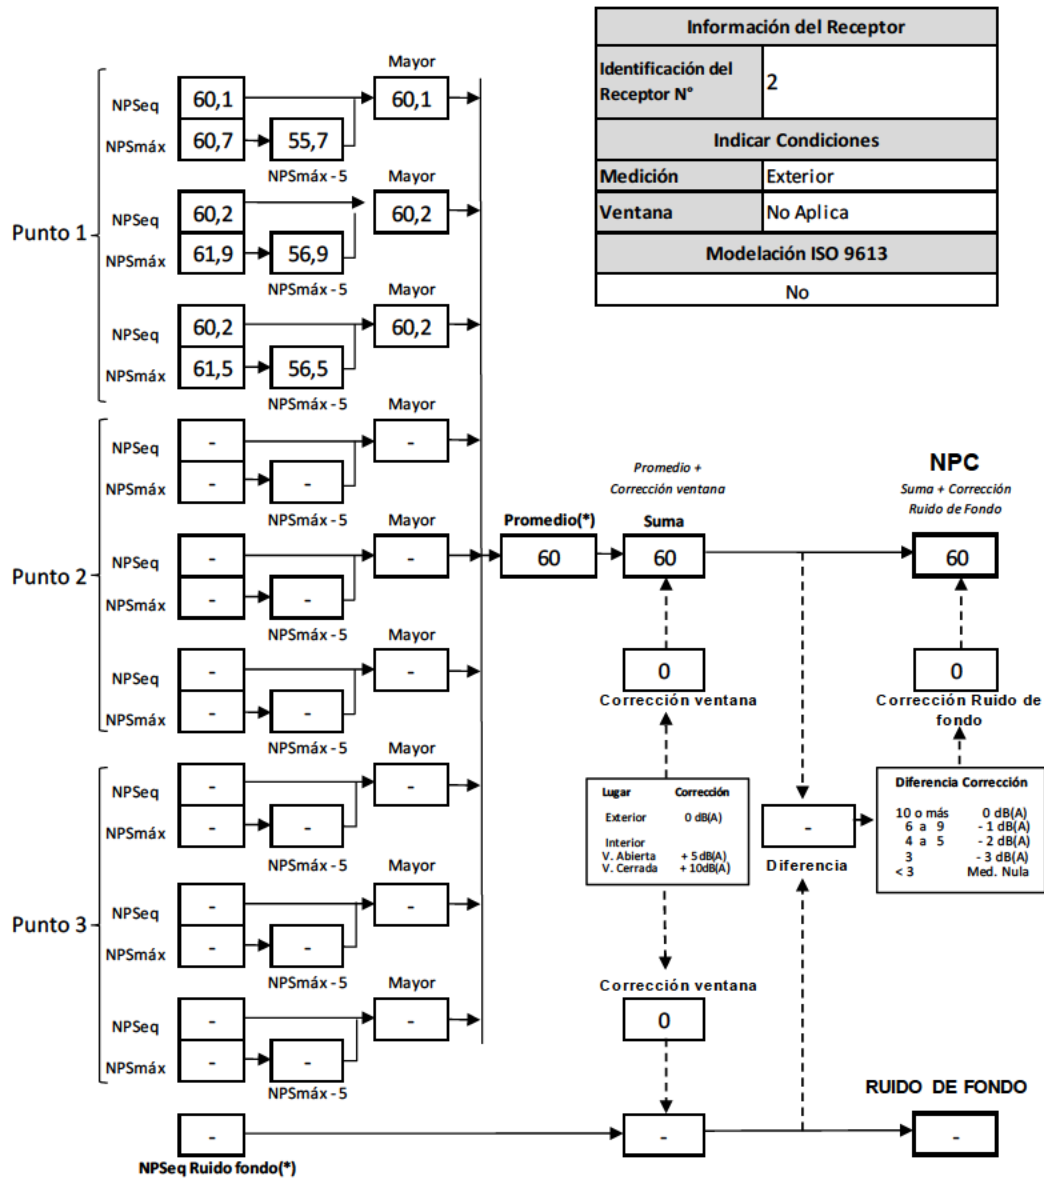 Información del Receptor
Identificación del
Receptor N°
2
Indicar Condiciones
Medición Exterior
Ventana No Aplica
Modelación ISO 9613
No
Punto 1
Mayor
NPSeq 60,1 60,1
NPSmáx 60,7 55,7
NPSmáx - 5
Mayor
NPSeq 60,2 60,2
NPSmáx 61,9 56,9
NPSmáx - 5
Mayor
NPSeq 60,2 60,2
NPSmáx 61,5 56,5
NPSmáx - 5
Punto 2
Mayor
NPSeq - -
NPSmáx - -
NPSmáx - 5
Mayor
NPSeq - -
NPSmáx - -
NPSmáx - 5
Mayor
NPSeq - -
NPSmáx - -
NPSmáx - 5
Punto 3
Mayor
NPSeq - -
NPSmáx - -
NPSmáx - 5
Mayor
NPSeq - -
NPSmáx - -
NPSmáx - 5
Mayor
NPSeq - -
NPSmáx - -
NPSmáx - 5
-
NPSeq Ruido fondo(*)
Promedio(*)
60
Promedio +
Corrección ventana
Suma
60
0
Corrección ventana
Lugar Corrección
Exterior 0 dB(A)
Interior
V. Abierta + 5 dB(A)
V. Cerrada + 10dB(A)
Corrección ventana
0
-
-
Diferencia
NPC
Suma + Corrección
Ruido de Fondo
60
0
Corrección Ruido de
fondo
Diferencia Corrección
10 o más 0 dB(A)
6 a 9 - 1 dB(A)
4 a 5 - 2 dB(A)
3 - 3 dB(A)
< 3 Med. Nula
RUIDO DE FONDO
-